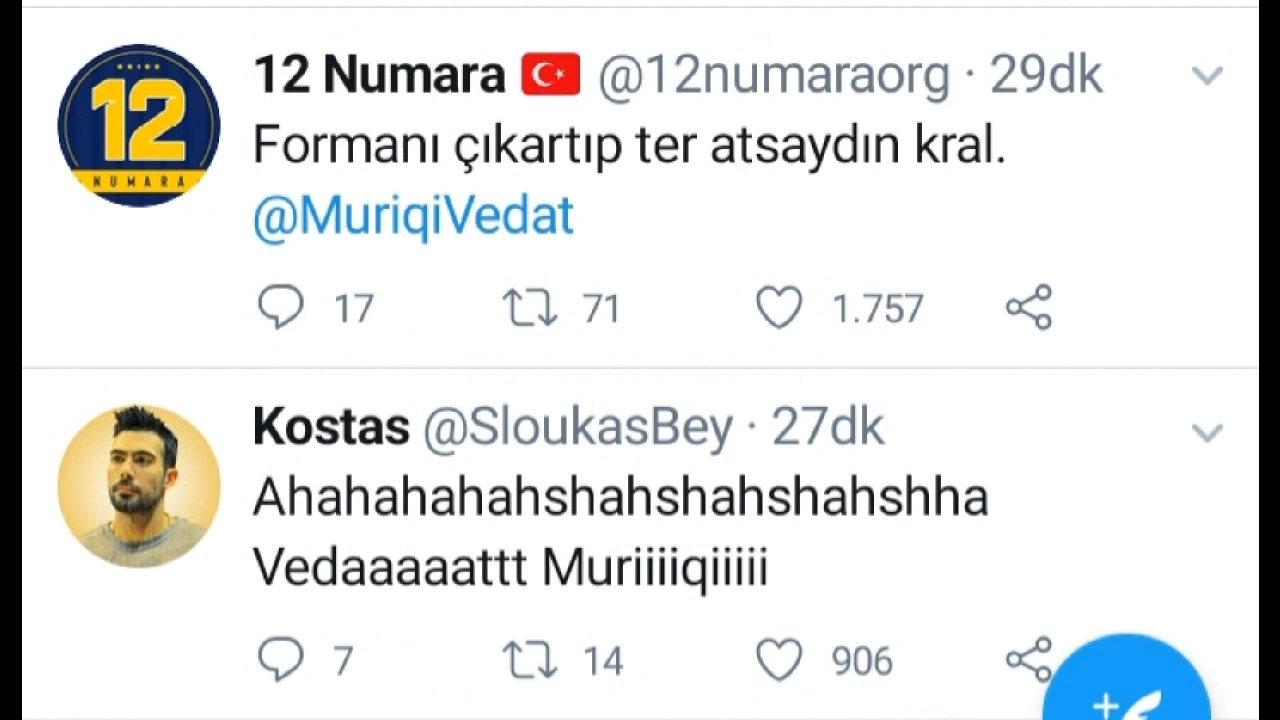 12 Numara 🇹🇷 @12numaraorg · 29dk
Formanı çıkartıp ter atsaydın kral.
@MuriqiVedat
17 71 1.757
Kostas @SloukasBey · 27dk
Ahahahahahshahshahshahshha
Vedaaaaattt Muriiiiqiiiii
7 14 906
12
NUMARA